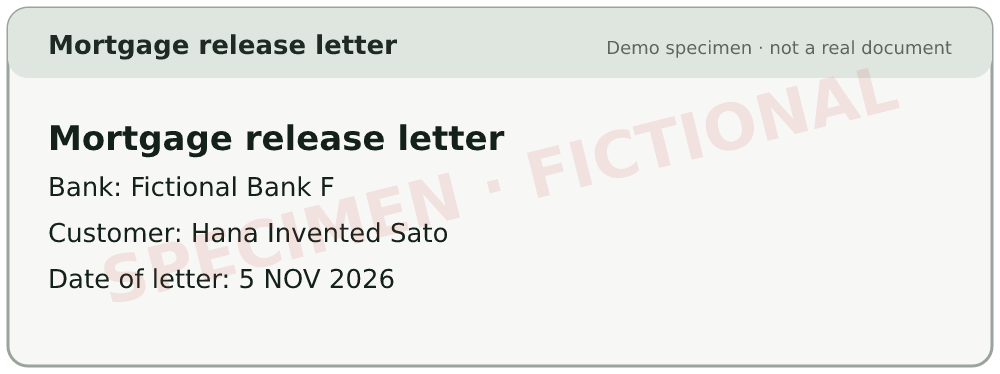 Mortgage release letter
Demo specimen · not a real document
Mortgage release letter
Bank: Fictional Bank F
Customer: Hana Invented Sato
Date of letter: 5 NOV 2026
SPECIMEN · FICTIONAL